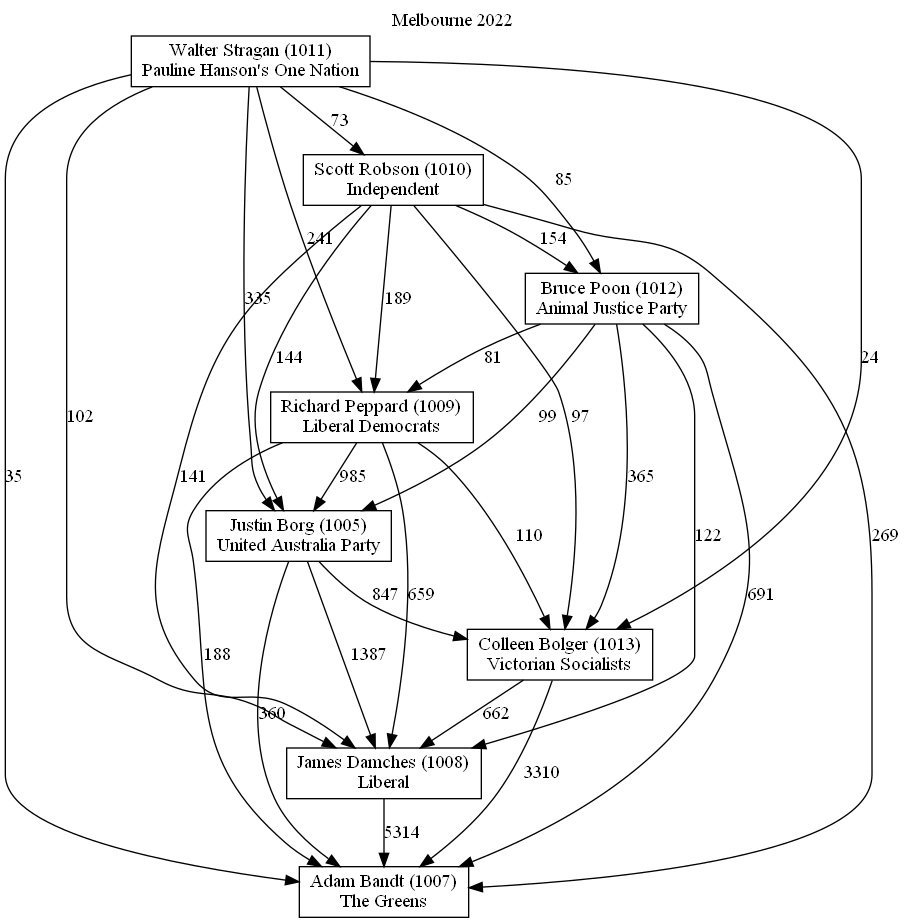 Melbourne 2022
Walter Stragan (1011)
Pauline Hanson's One Nation
73
Scott Robson (1010)
Independent
85
241
154
Bruce Poon (1012)
Animal Justice Party
335
189
144
81
24
Richard Peppard (1009)
Liberal Democrats
102
99
97
35
141
985
365
Justin Borg (1005)
United Australia Party
110
122
269
847
659
691
Colleen Bolger (1013)
Victorian Socialists
188
1387
360
662
James Damches (1008)
Liberal
3310
5314
Adam Bandt (1007)
The Greens